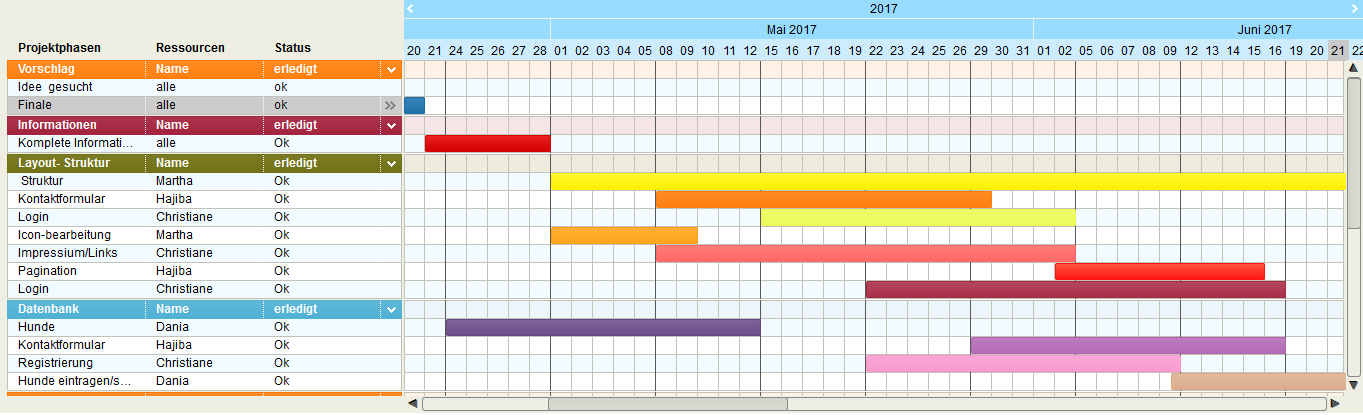 2017
Mai 2017 Juni 2017
Projektphasen Ressourcen Status 20 21 24 25 26 27 28 01 02 03 04 05 08 09 10 11 12 15 16 17 18 19 22 23 24 25 26 29 30 31 01 02 05 06 07 08 09 12 13 14 15 16 19 20 21 22
Vorschlag Name erledigt
Idee gesucht alle ok
Finale alle ok
Informationen Name erledigt
Komplete Informati... alle Ok
Layout- Struktur Name erledigt
Struktur Martha Ok
Kontaktformular Hajiba Ok
Login Christiane Ok
Icon-bearbeitung Martha Ok
Impressium/Links Christiane Ok
Pagination Hajiba Ok
Login Christiane Ok
Datenbank Name erledigt
Hunde Dania Ok
Kontaktformular Hajiba Ok
Registrierung Christiane Ok
Hunde eintragen/s... Dania Ok